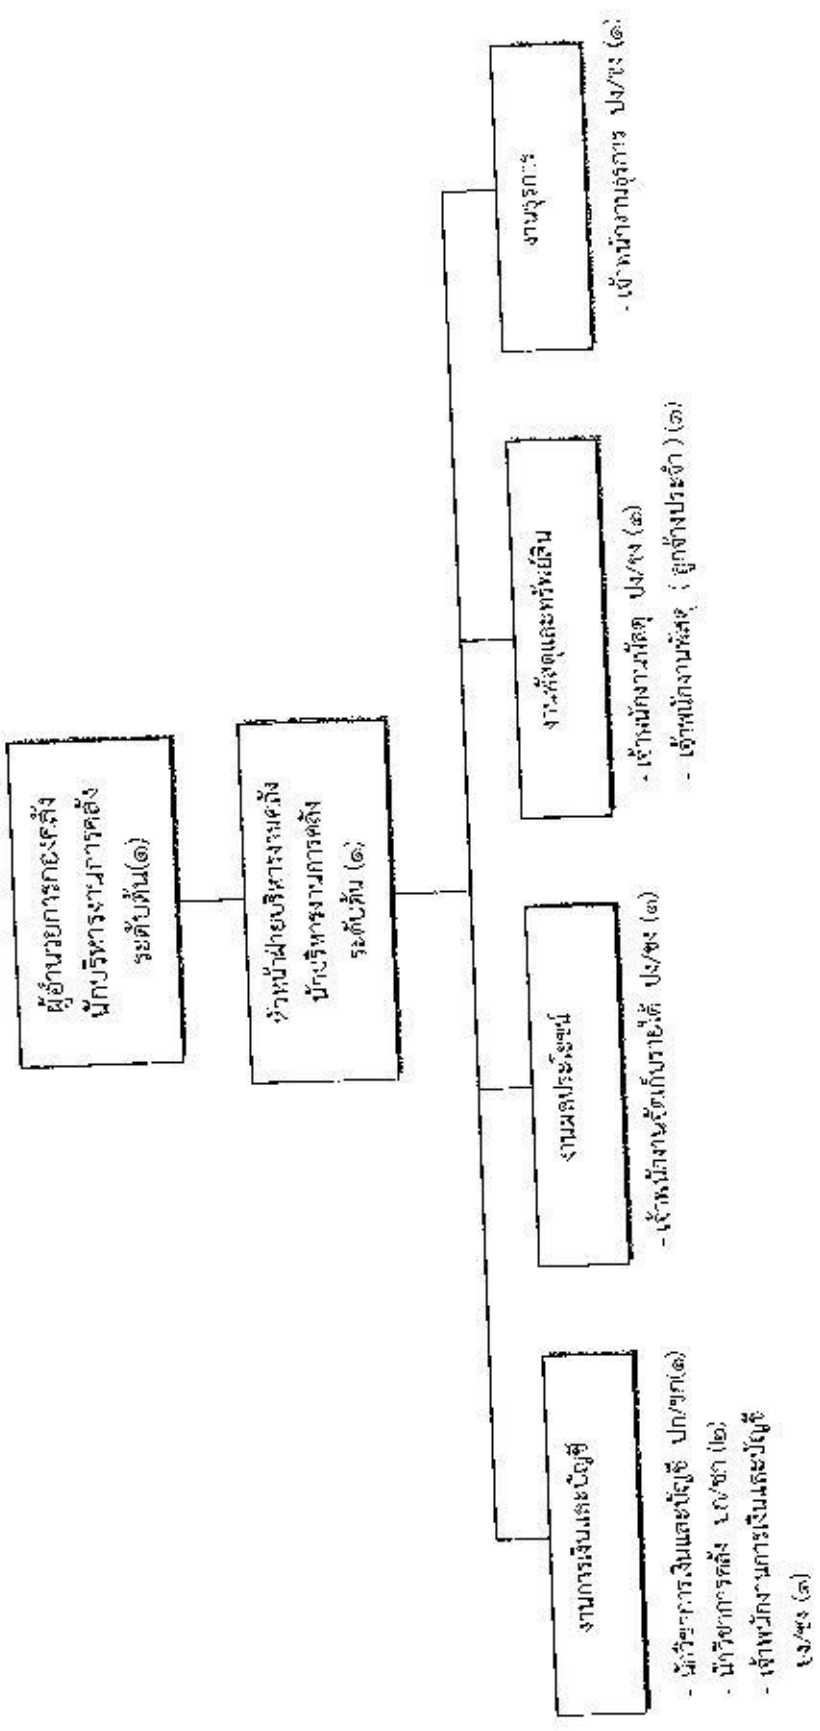 ผู้อำนวยการกองคลัง
นักบริหารงานการคลัง
ระดับต้น(๑)
หัวหน้าฝ่ายบริหารงานคลัง
นักบริหารงานการคลัง
ระดับต้น (๑)
งานการเงินและบัญชี
- นักวิชาการเงินและบัญชี ปก/ชก(๑)
- นักวิชาการคลัง ปก/ชก (๒)
- เจ้าพนักงานการเงินและบัญชี
ปง/ชง (๑)
งานผลประโยชน์
- เจ้าพนักงานจัดเก็บรายได้ ปง/ชง (๑)
งานพัสดุและทรัพย์สิน
- เจ้าพนักงานพัสดุ ปง/ชง (๑)
- เจ้าพนักงานพัสดุ ( ลูกจ้างประจำ ) (๑)
งานธุรการ
- เจ้าพนักงานธุรการ ปง/ชง (๑)